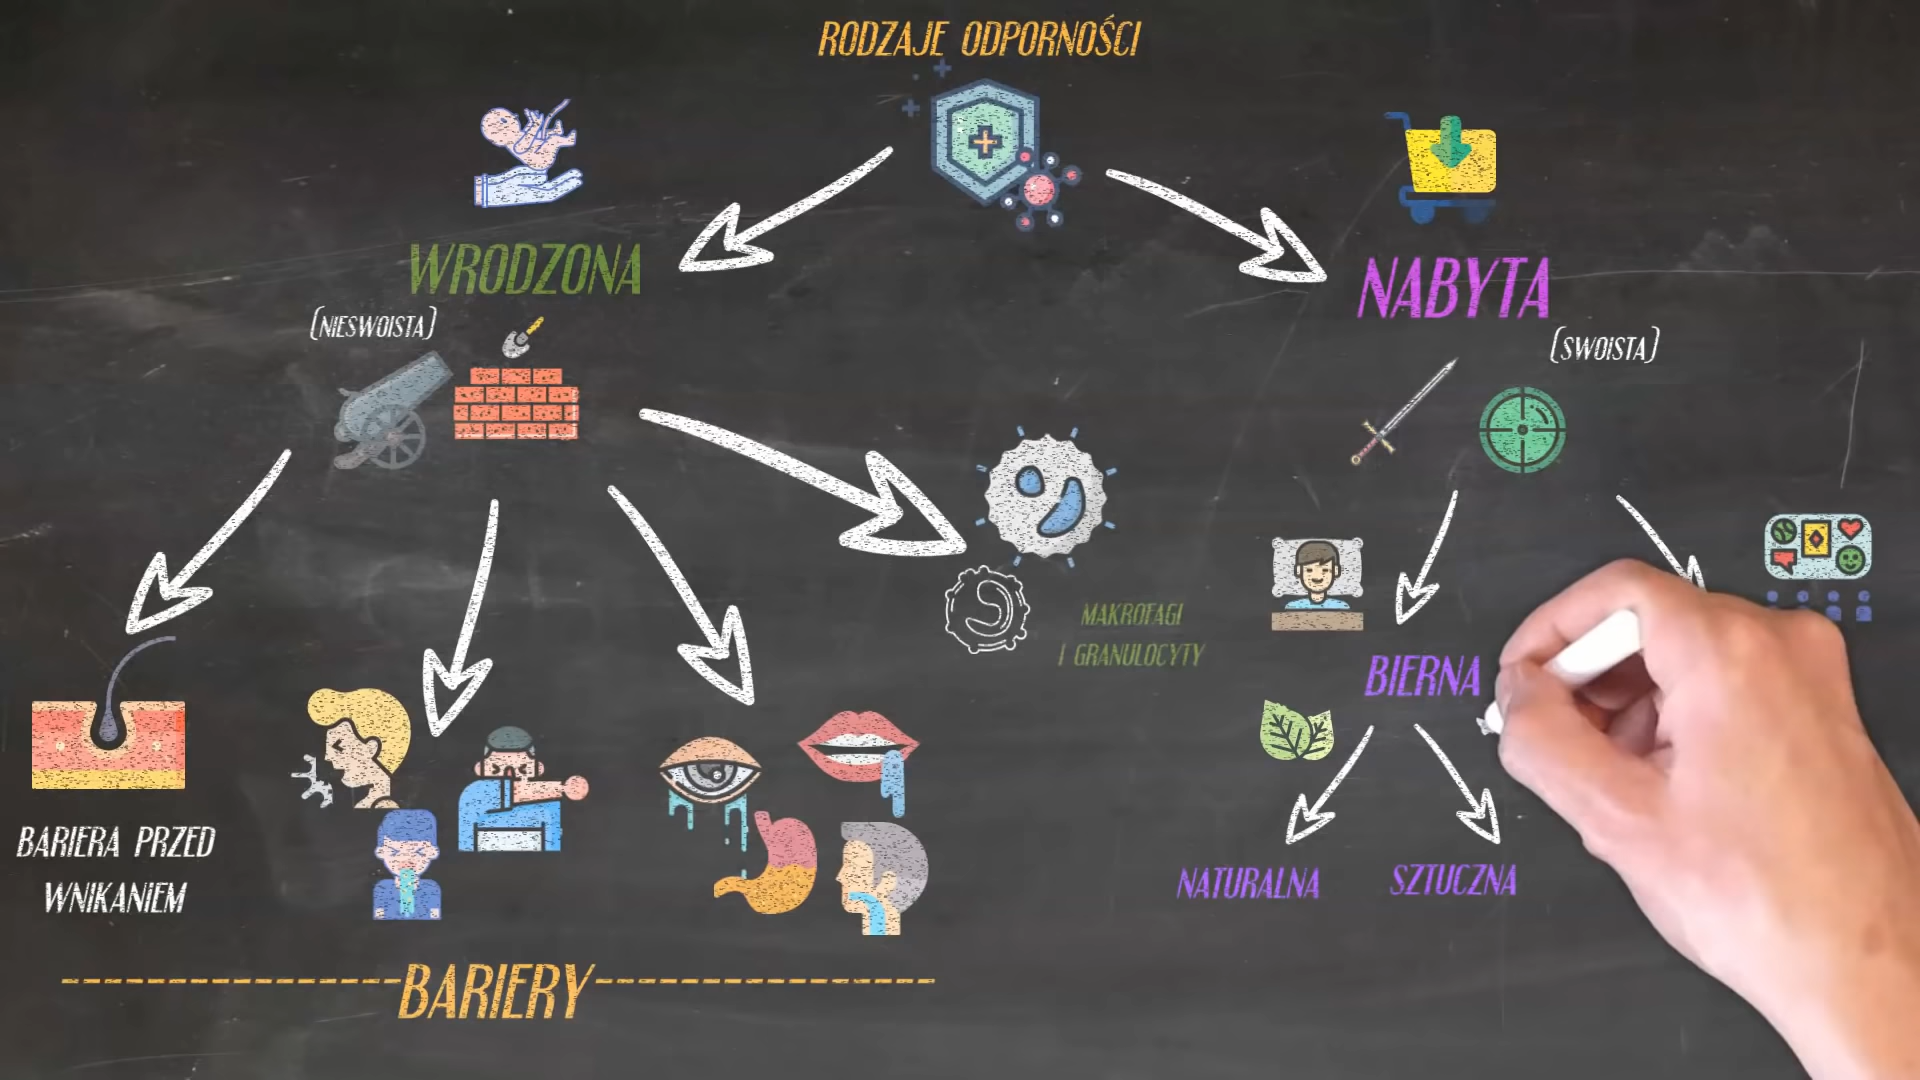 RODZAJE ODPORNOŚCI
WRODZONA
(NIESWOISTA)
NABYTA
(SWOISTA)
MAKROFAGI
I GRANULOCYTY
BIERNA
NATURALNA
SZTUCZNA
BARIERA PRZED
WNIKANIEM
BARIERY